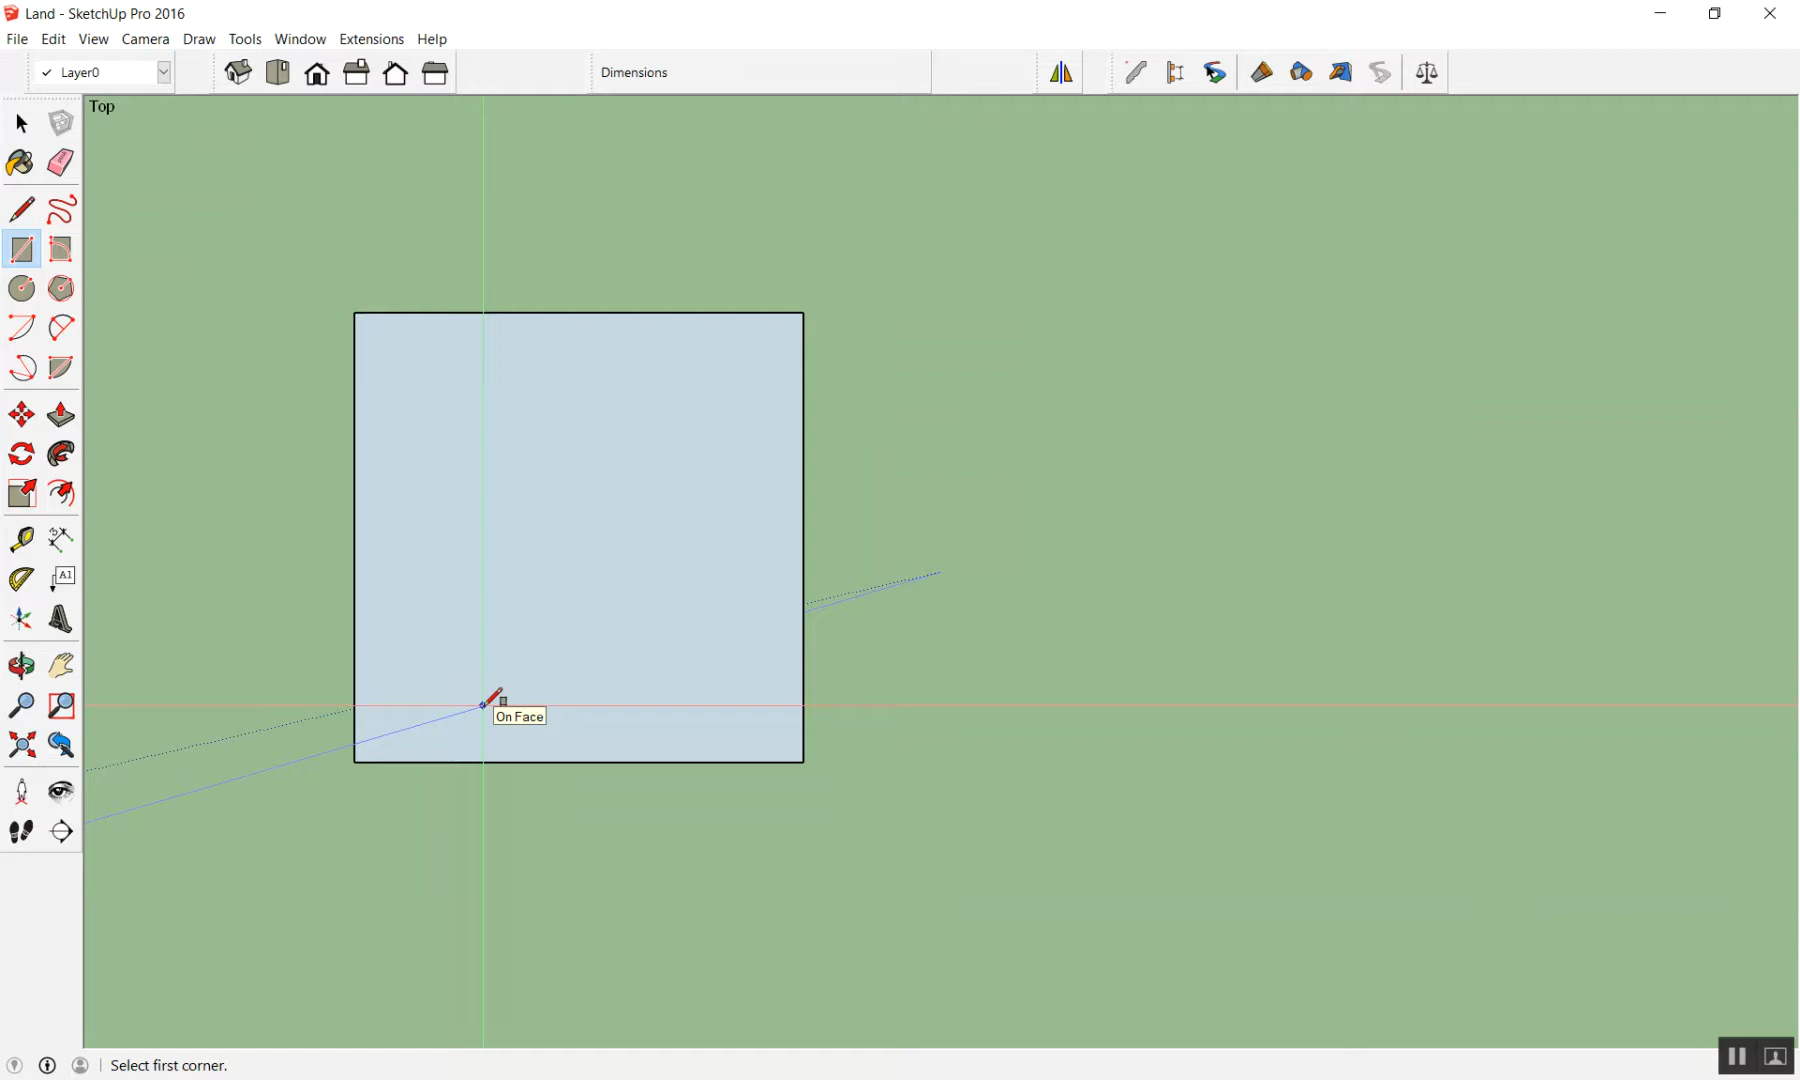 Land - SketchUp Pro 2016
File Edit View Camera Draw Tools Window Extensions Help
Layer0
Dimensions
Top
A1
On Face
Select first corner.